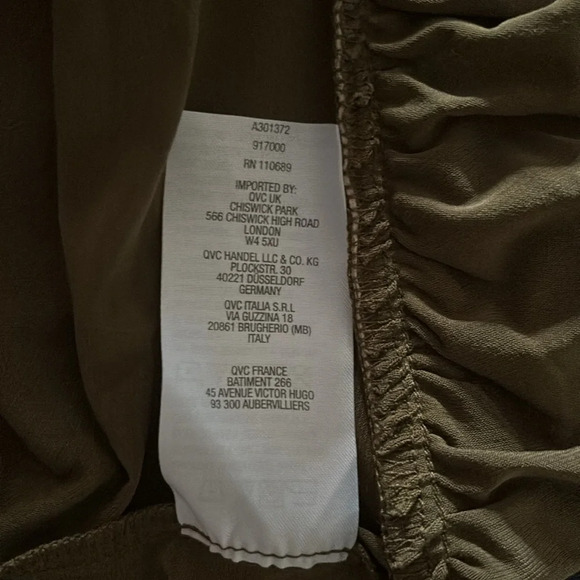 A301372
917000
RN 110689
IMPORTED BY:
QVC UK
CHISWICK PARK
566 CHISWICK HIGH ROAD
LONDON
W4 5XU
QVC HANDEL LLC & CO. KG
PLOCKSTR. 30
40221 DÜSSELDORF
GERMANY
QVC ITALIA S.R.L
VIA GUZZINA 18
20861 BRUGHERIO (MB)
ITALY
QVC FRANCE
BATIMENT 266
45 AVENUE VICTOR HUGO
93 300 AUBERVILLIERS